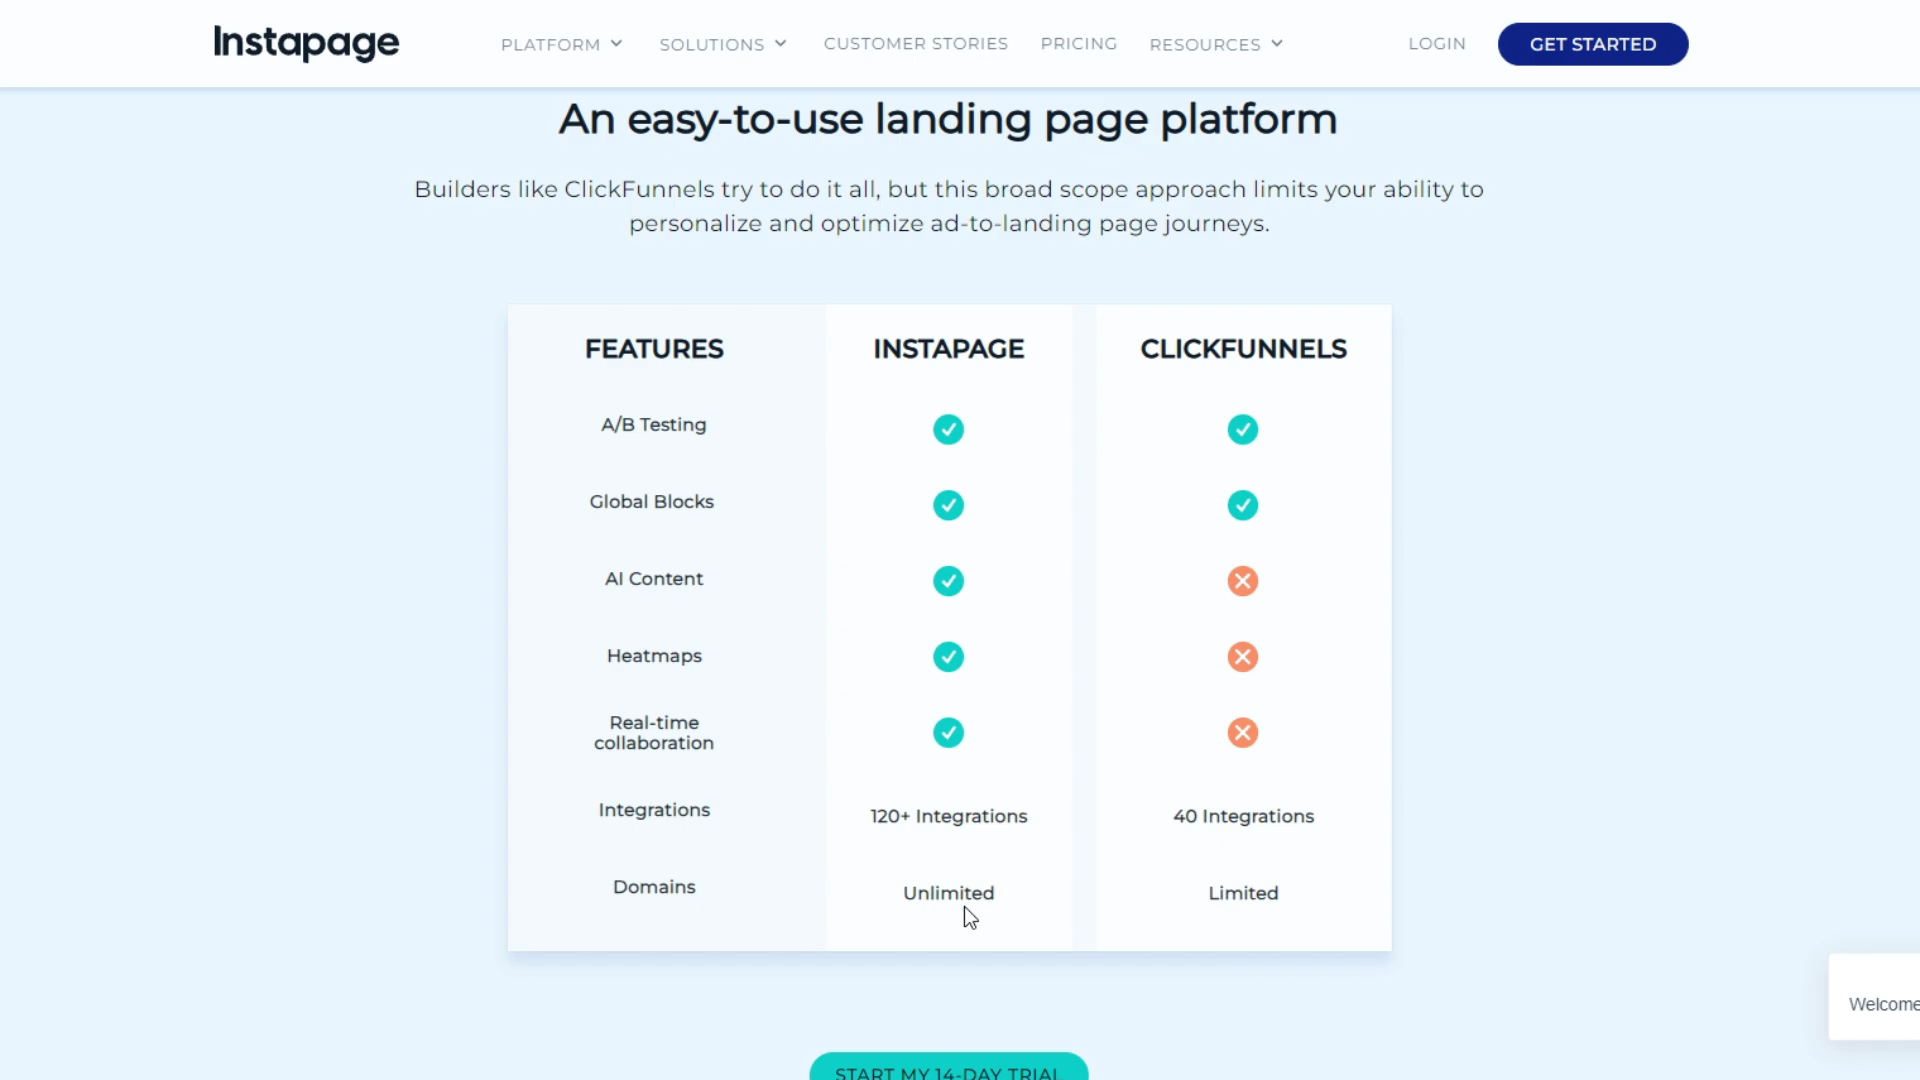 Instapage
PLATFORM
SOLUTIONS
CUSTOMER STORIES
PRICING
RESOURCES
LOGIN
GET STARTED
An easy-to-use landing page platform
Builders like ClickFunnels try to do it all, but this broad scope approach limits your ability to
personalize and optimize ad-to-landing page journeys.
FEATURES INSTAPAGE CLICKFUNNELS
A/B Testing
Global Blocks
AI Content
Heatmaps
Real-time
collaboration
Integrations 120+ Integrations 40 Integrations
Domains Unlimited Limited
Welcome
START MY 14-DAY TRIAL